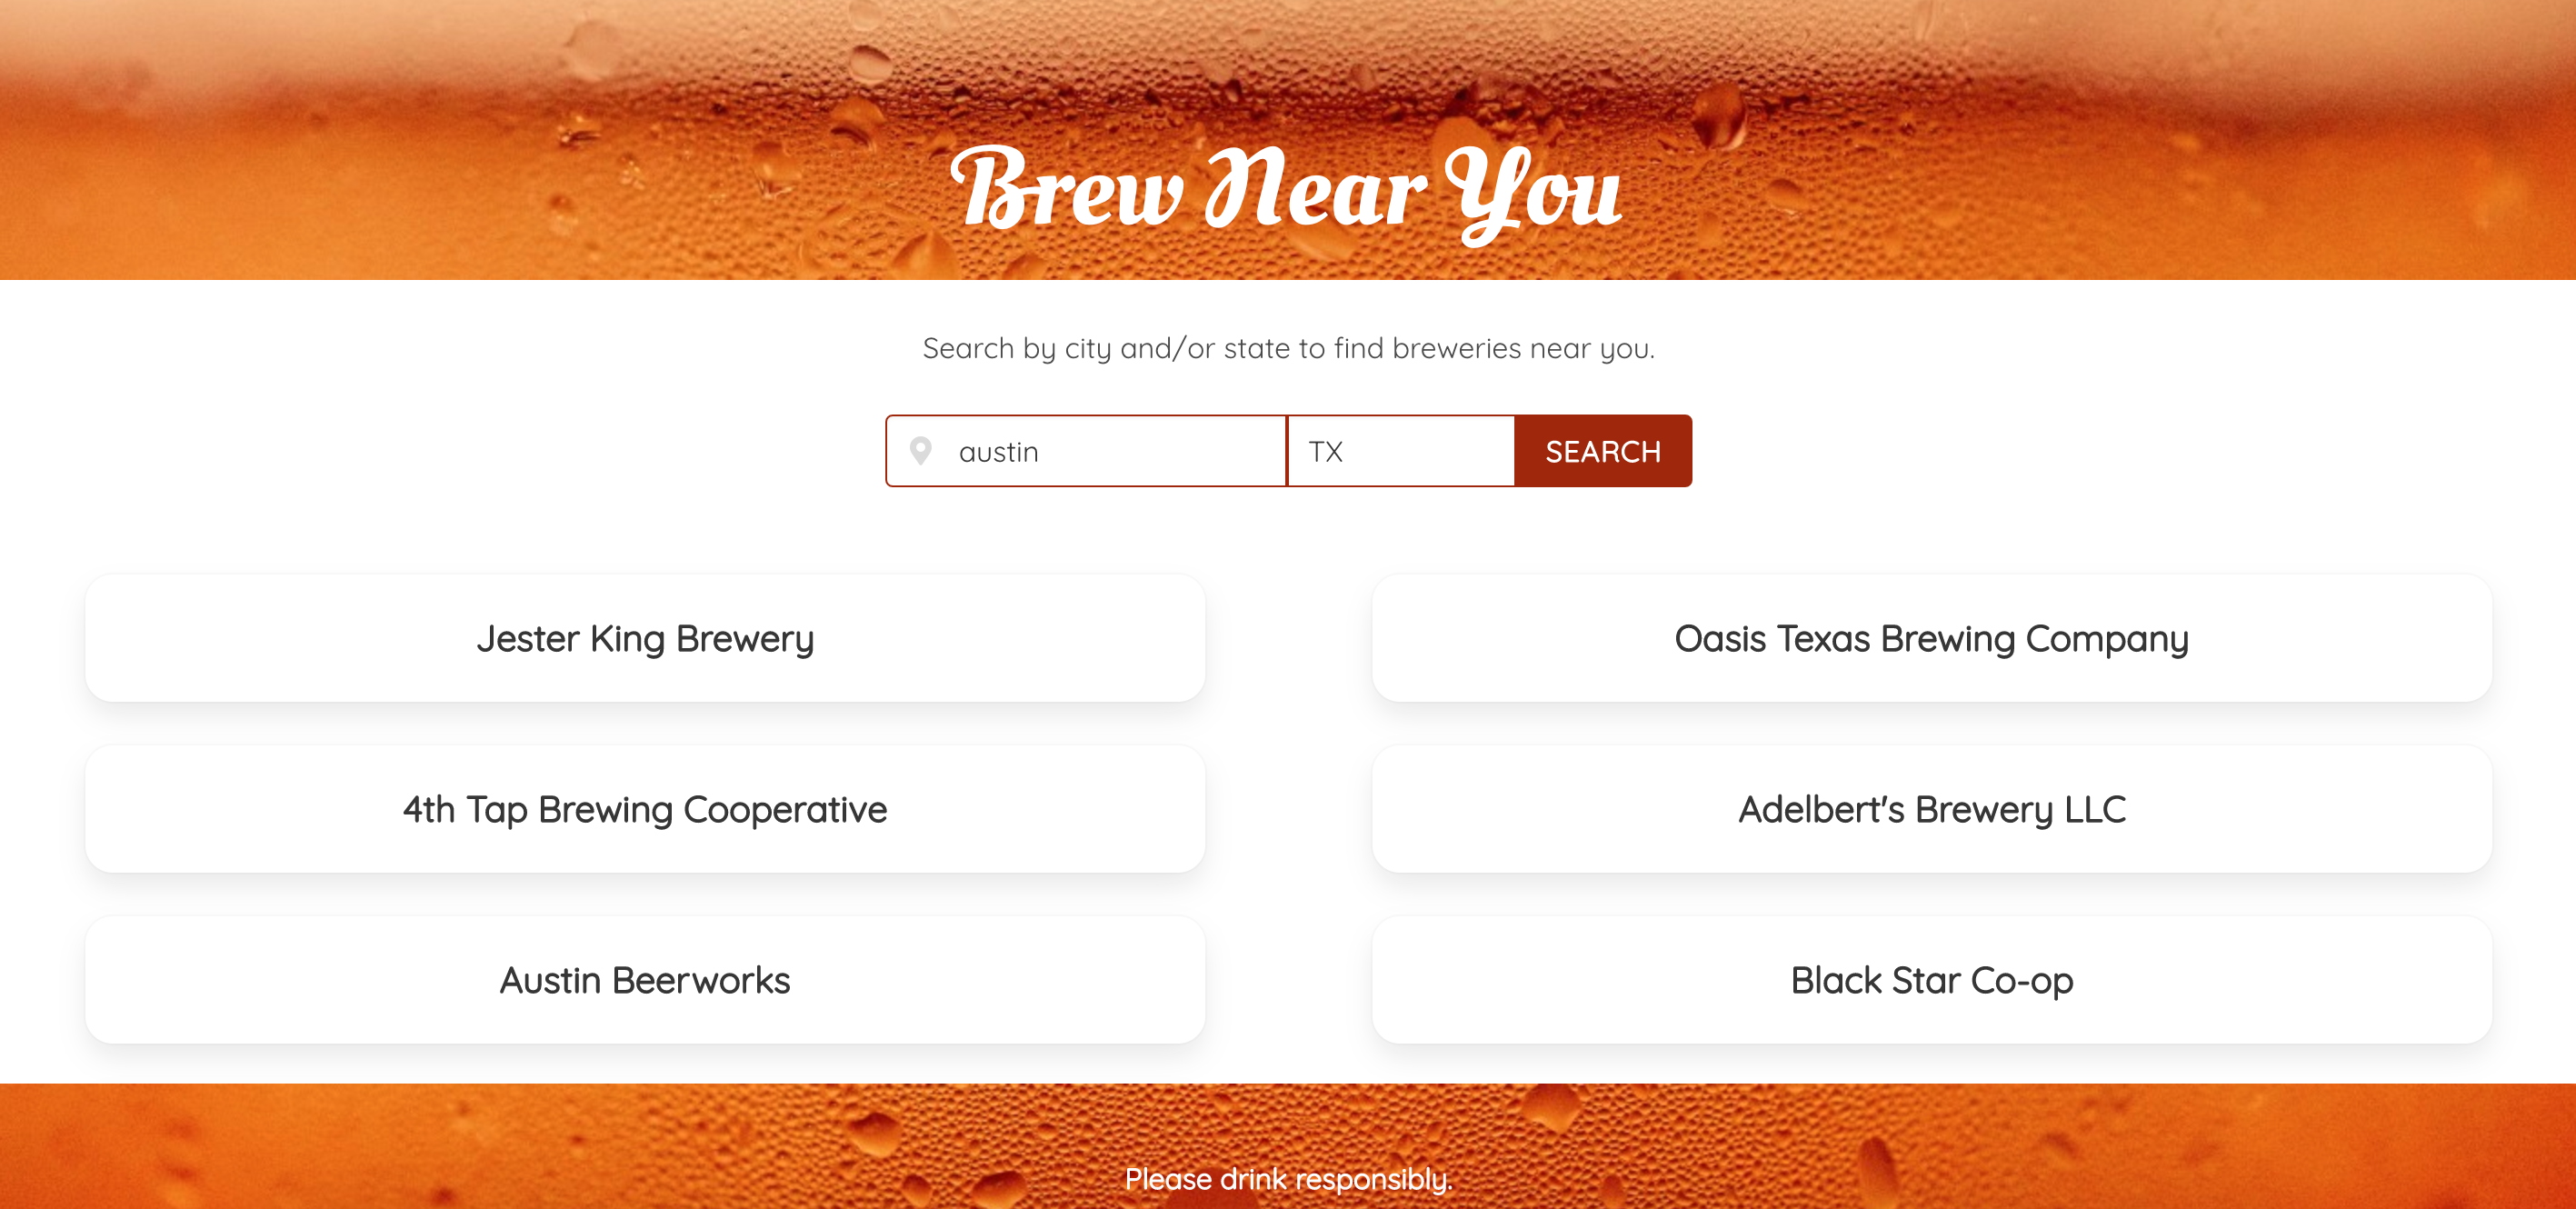 Brew Near You
Search by city and/or state to find breweries near you.
austin TX SEARCH
Jester King Brewery
Oasis Texas Brewing Company
4th Tap Brewing Cooperative
Adelbert's Brewery LLC
Austin Beerworks
Black Star Co-op
Please drink responsibly.